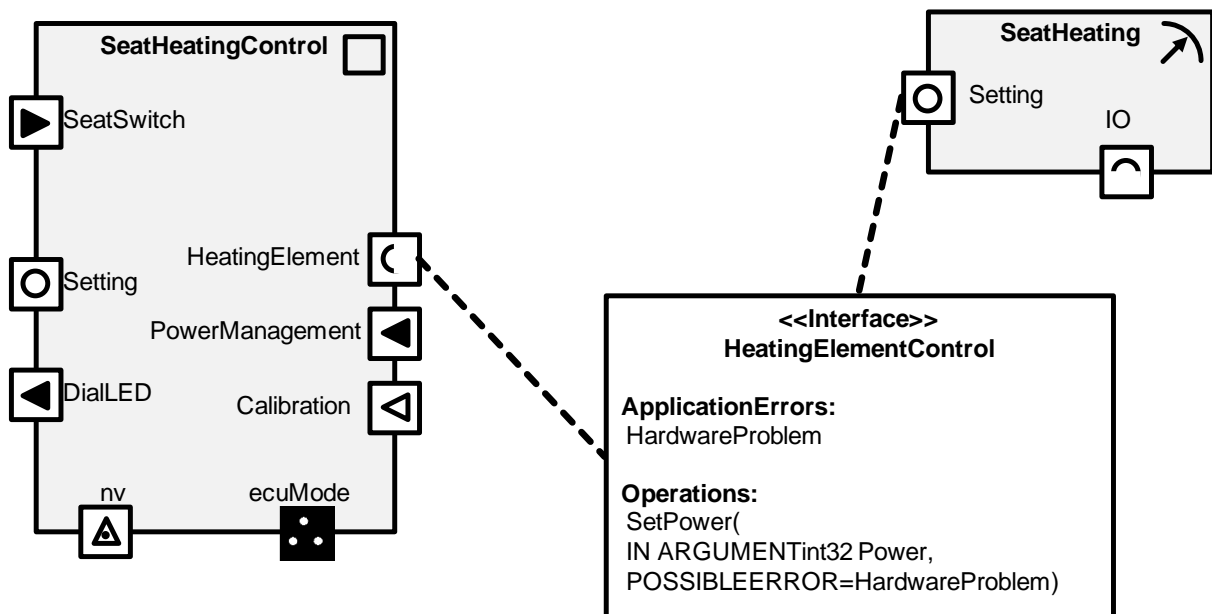 SeatHeatingControl
SeatSwitch
HeatingElement
Setting
PowerManagement
DialLED
Calibration
nv
ecuMode
SeatHeating
Setting
IO
<<Interface>>
HeatingElementControl
ApplicationErrors:
HardwareProblem
Operations:
SetPower(
IN ARGUMENTint32 Power,
POSSIBLEERROR=HardwareProblem)